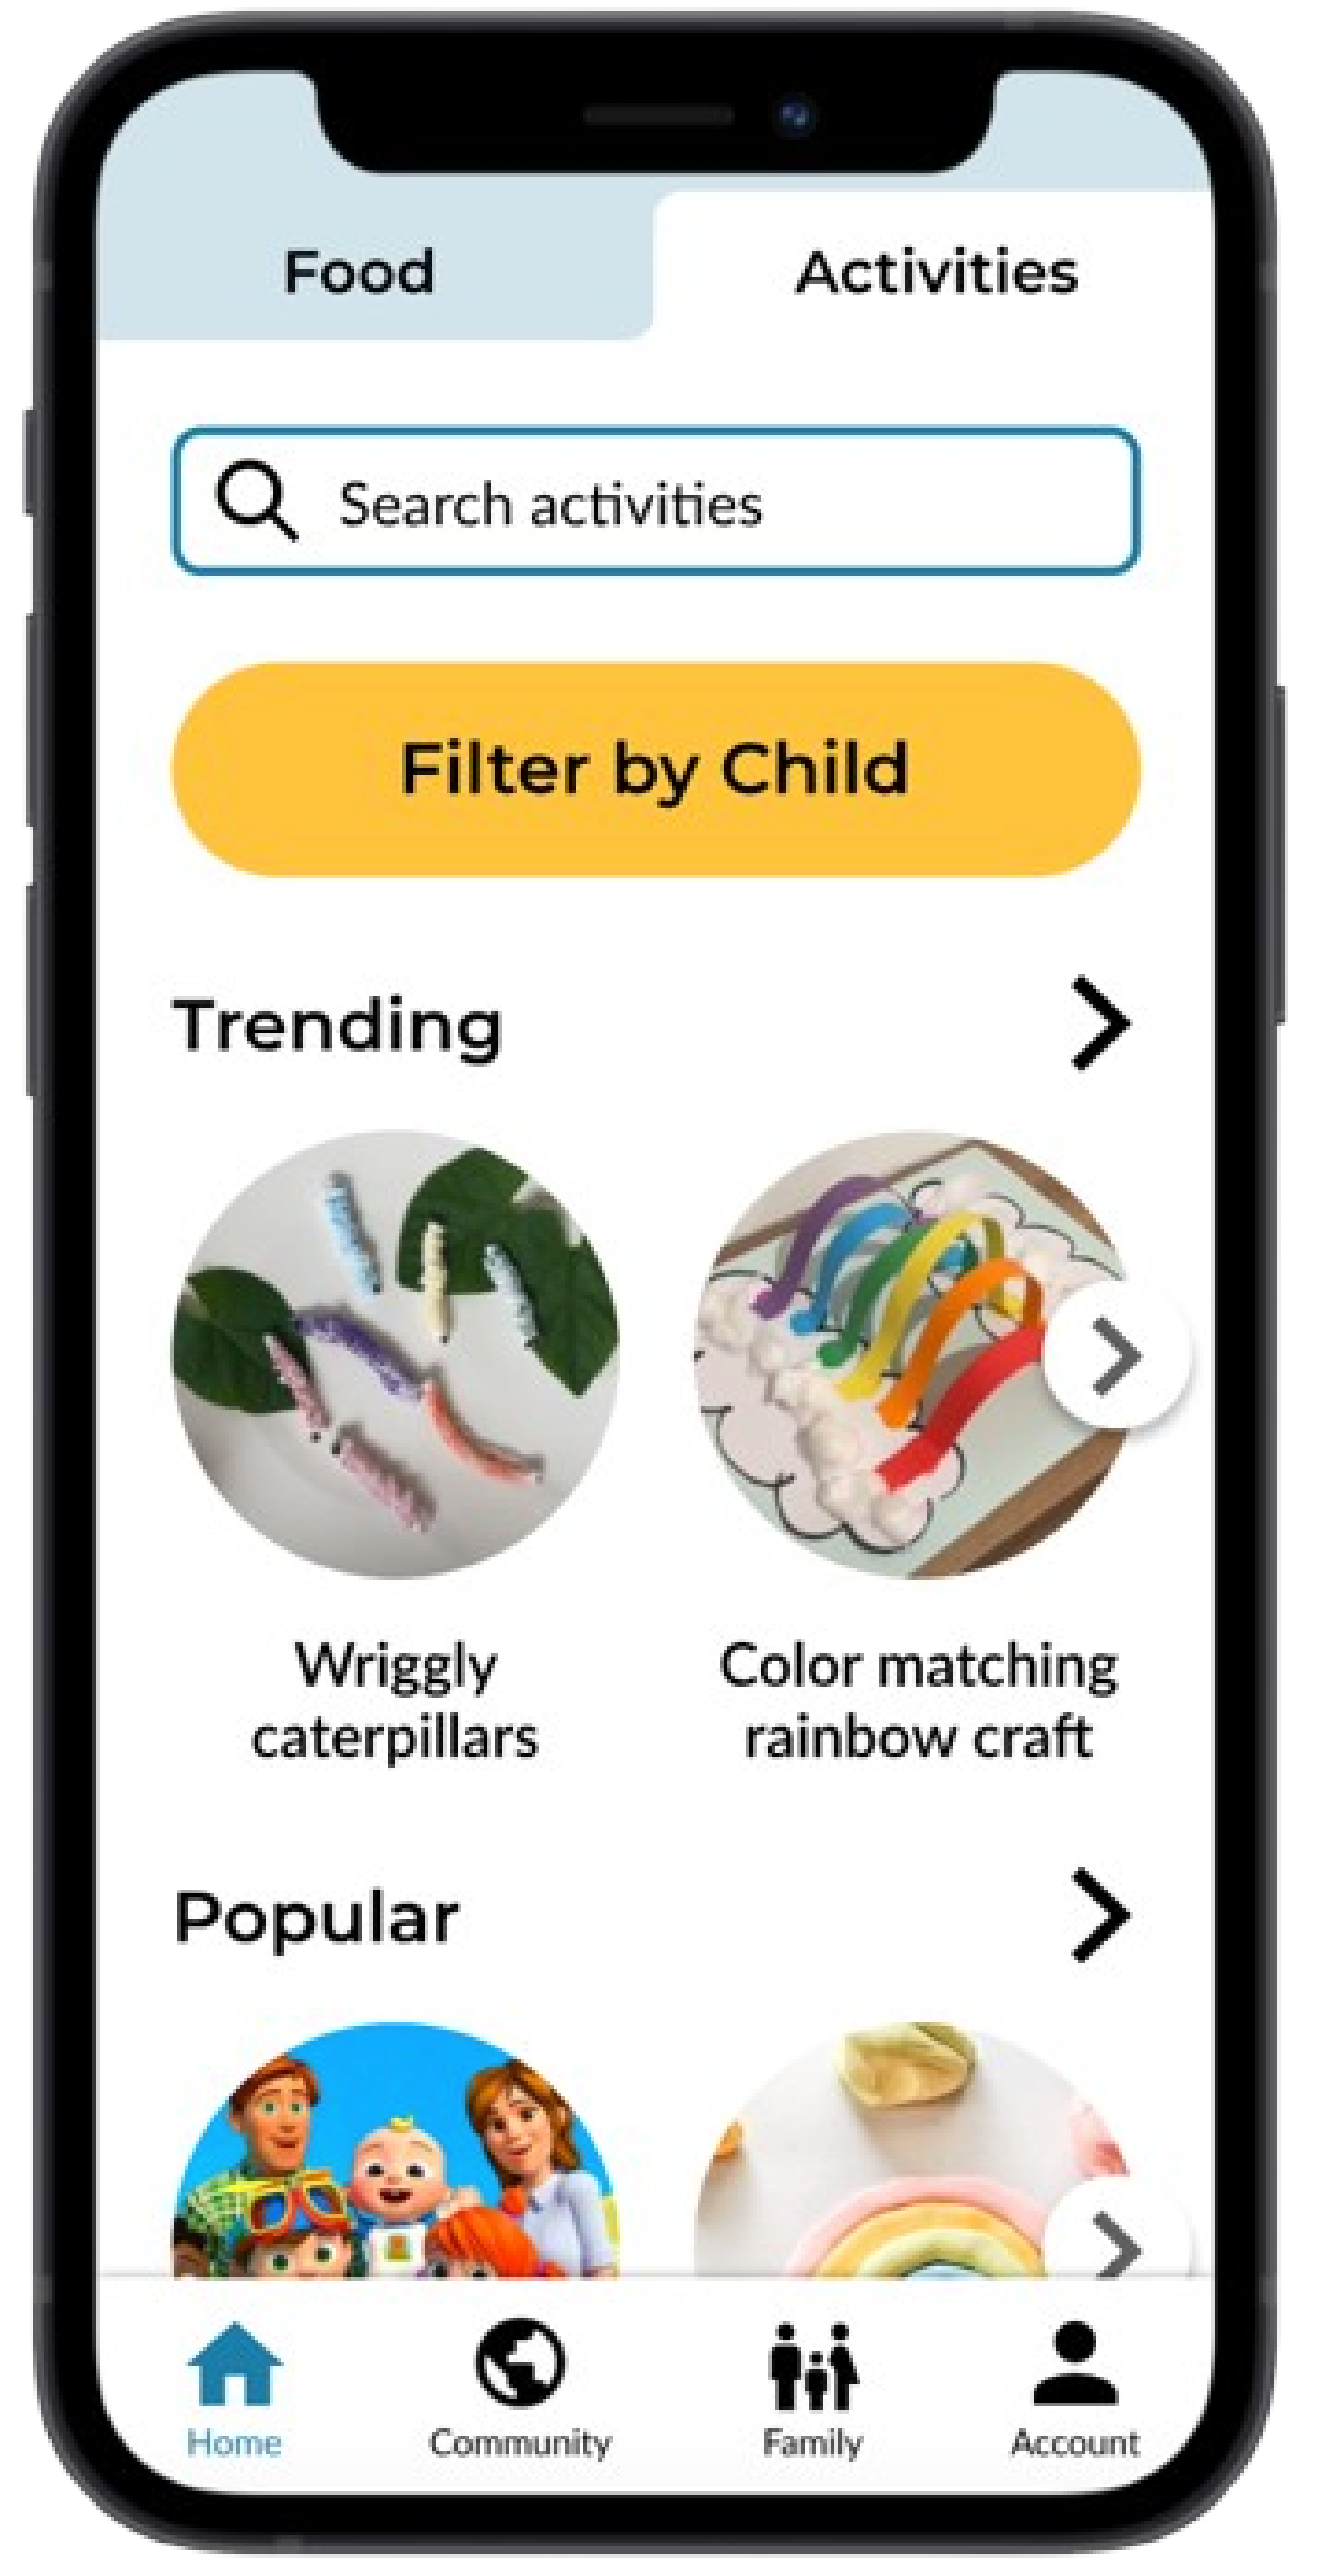 Food
Activities
Search activities
Filter by Child
Trending
Wriggly
caterpillars
Color matching
rainbow craft
Popular
Home
Community
Family
Account